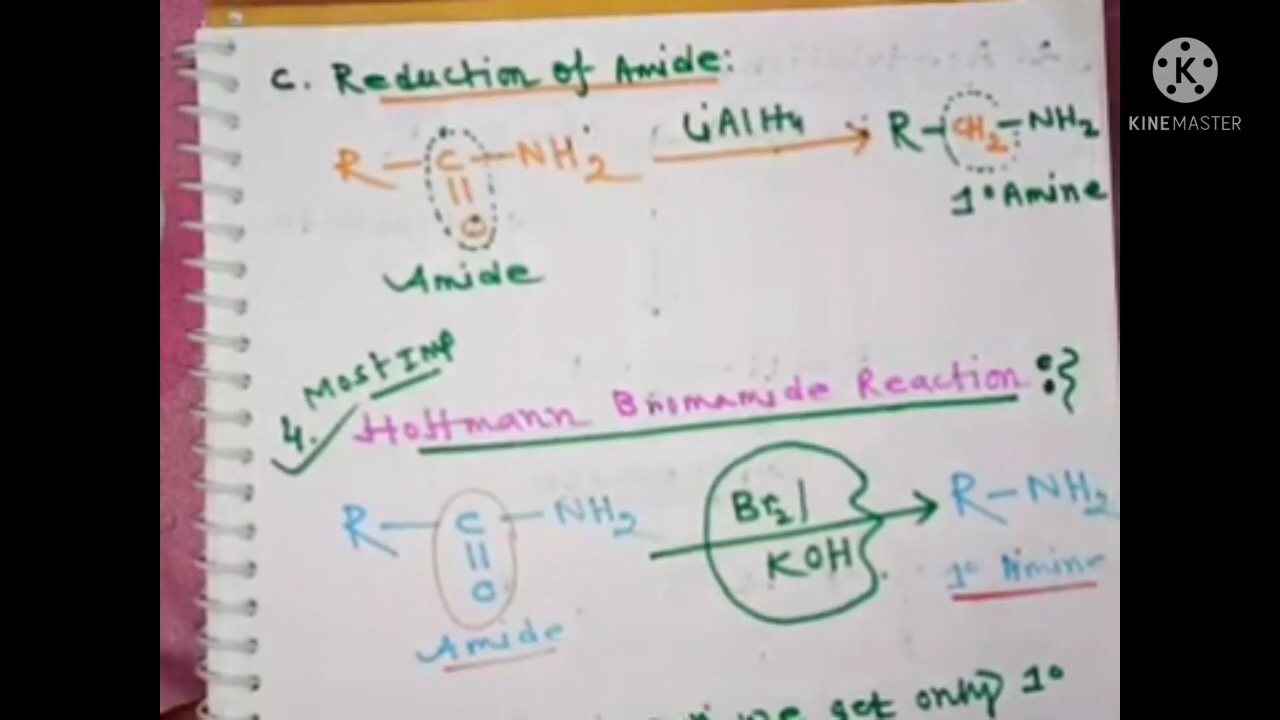 C. Reduction of Amide:
R-C-NH2 LiAlH4 R-CH2-NH2
||
O
1° Amine
Amide
Most Imp
4. Hoffmann Bromamide Reaction :}
R-C-NH2 Br2/ KOH R-NH2
||
O
1° Amine
Amide
we get only 1°
K
KINEMASTER